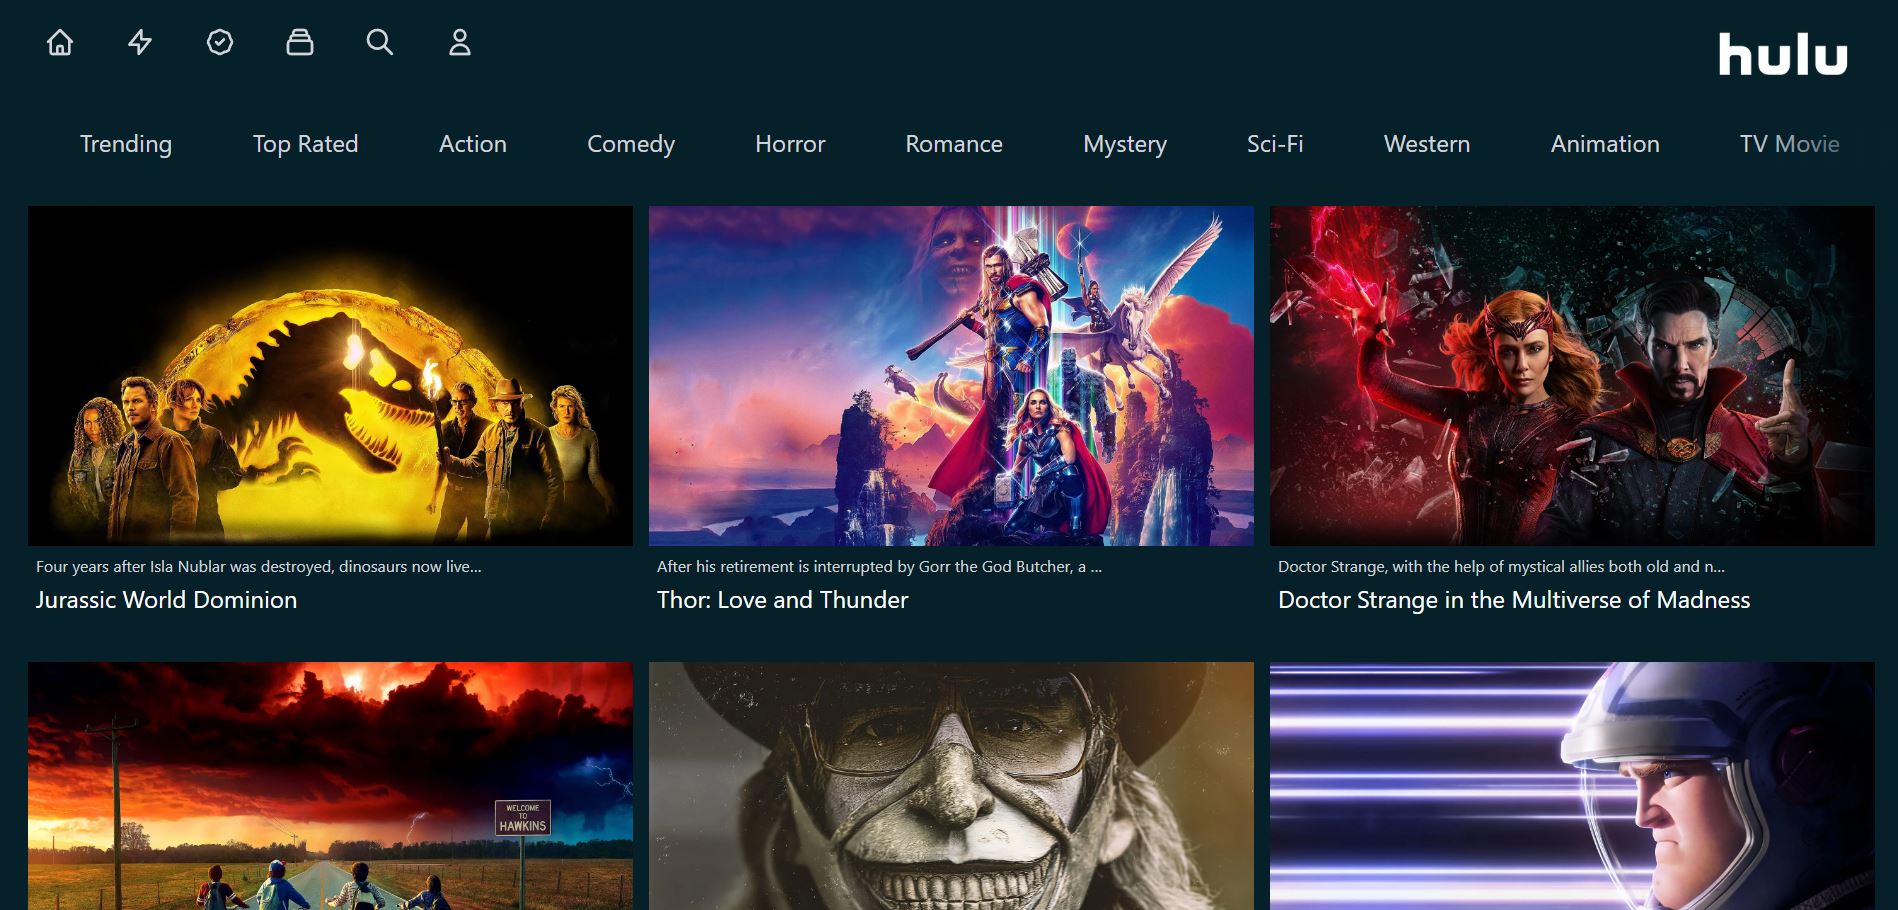 hulu
Trending Top Rated Action Comedy Horror Romance Mystery Sci-Fi Western Animation TV Movie
Four years after Isla Nublar was destroyed, dinosaurs now live...
Jurassic World Dominion
After his retirement is interrupted by Gorr the God Butcher, a ...
Thor: Love and Thunder
Doctor Strange, with the help of mystical allies both old and n...
Doctor Strange in the Multiverse of Madness
WELCOME
TO
HAWKINS